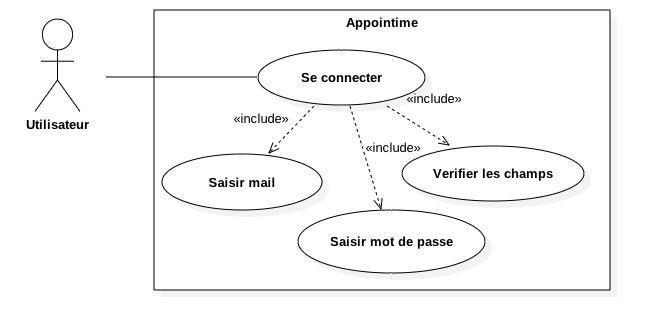 Appointime
Se connecter
«include»
«include»
Utilisateur
«include»
Verifier les champs
Saisir mail
Saisir mot de passe